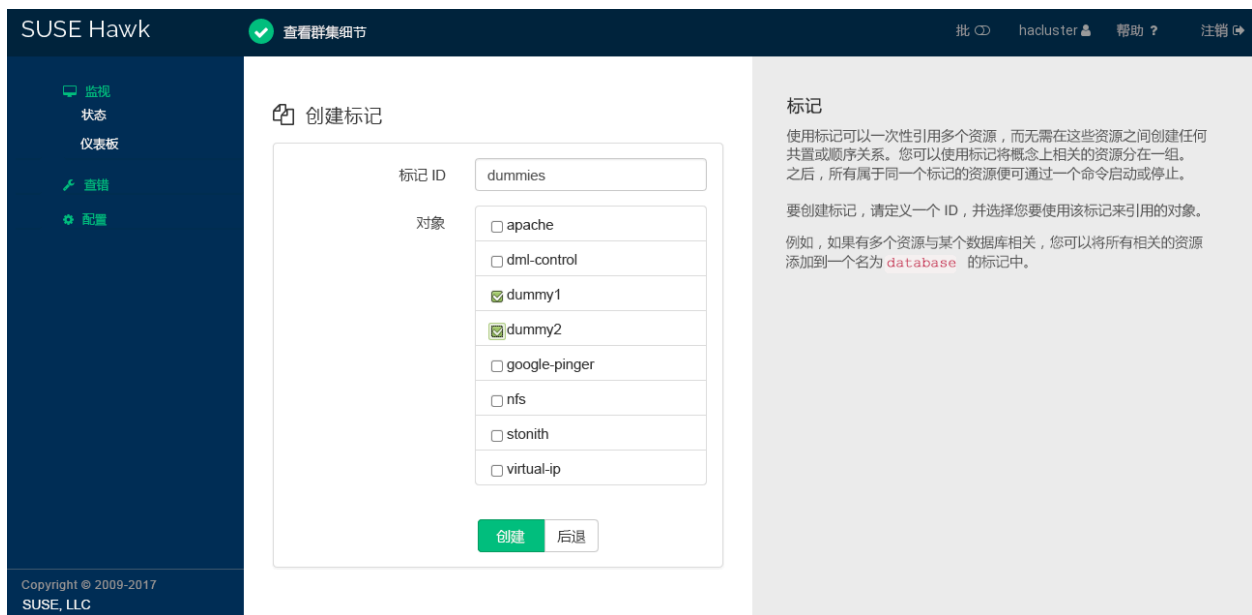 SUSE Hawk
查看群集细节
批
hacluster
帮助 ?
注销
监视
状态
仪表板
查错
配置
创建标记
标记 ID
dummies
对象
apache
dml-control
dummy1
dummy2
google-pinger
nfs
stonith
virtual-ip
创建
后退
标记
使用标记可以一次性引用多个资源，而无需在这些资源之间创建任何
共置或顺序关系。您可以使用标记将概念上相关的资源分在一组。
之后，所有属于同一个标记的资源便可通过一个命令启动或停止。
要创建标记，请定义一个 ID，并选择您要使用该标记来引用的对象。
例如，如果有多个资源与某个数据库相关，您可以将所有相关的资源
添加到一个名为 database 的标记中。
Copyright © 2009-2017
SUSE, LLC